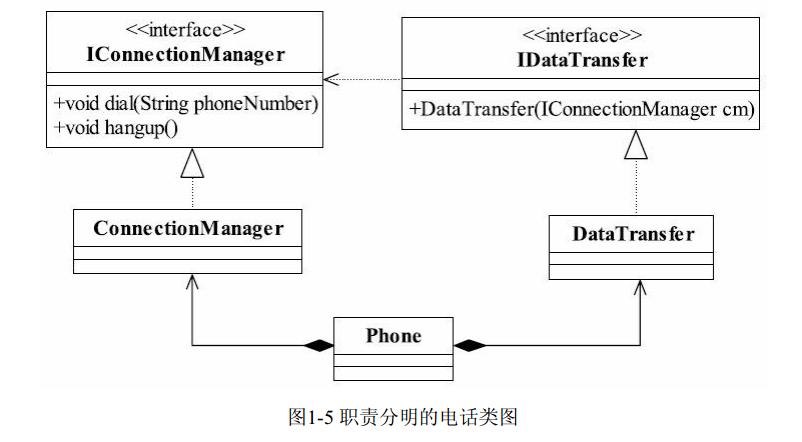 <<interface>>
IConnectionManager
+void dial(String phoneNumber)
+void hangup()
<<interface>>
IDataTransfer
+DataTransfer(IConnectionManager cm)
ConnectionManager
DataTransfer
Phone
图1-5 职责分明的电话类图